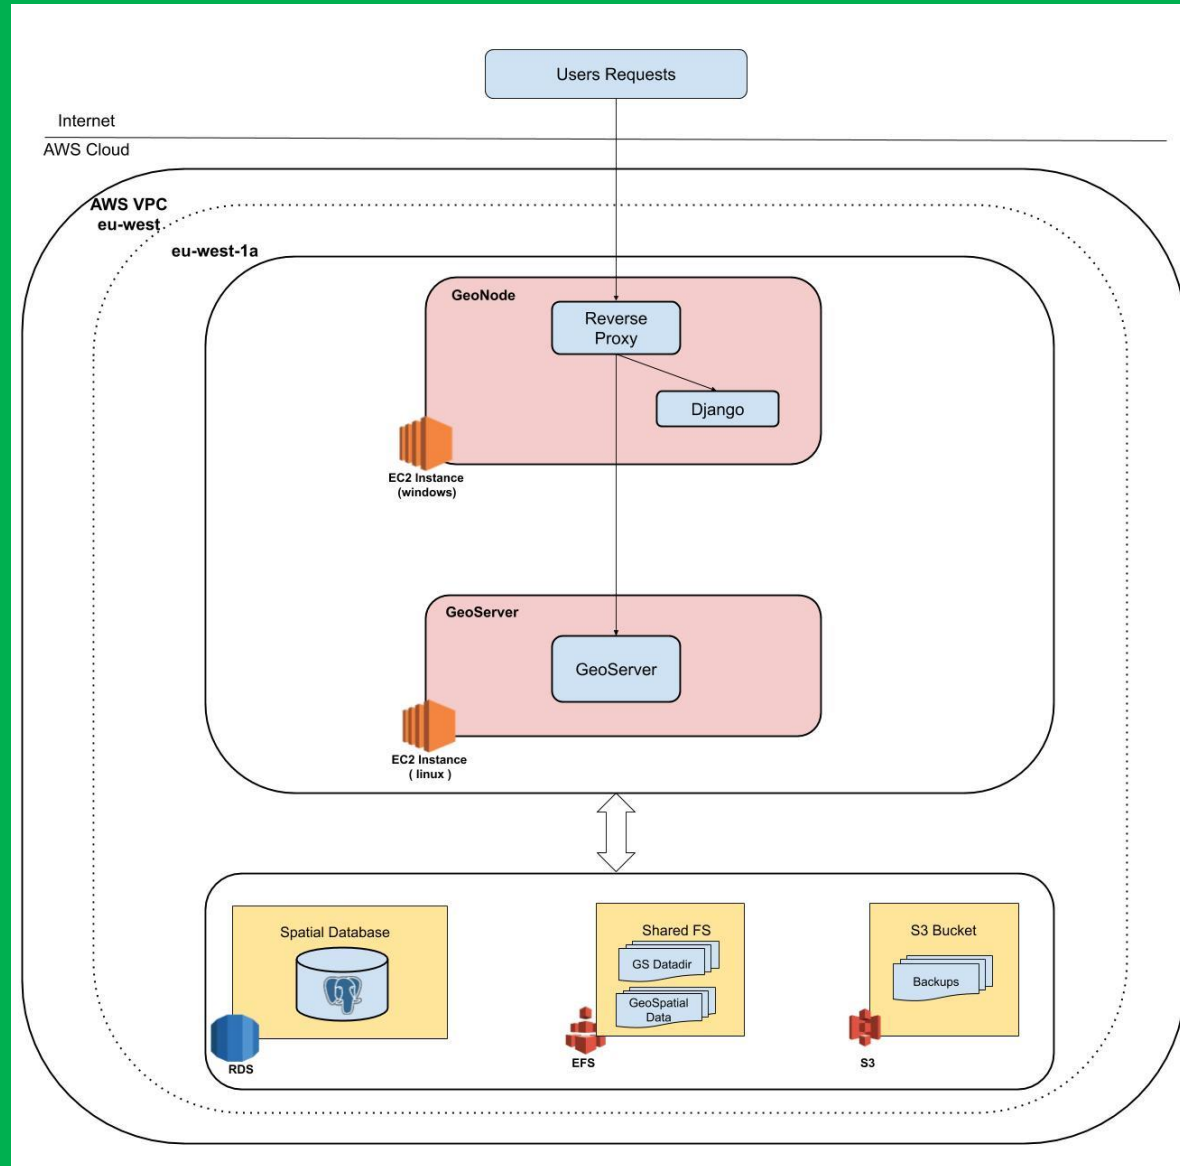 Users Requests
Internet
AWS Cloud
AWS VPC
eu-west
eu-west-1a
GeoNode
Reverse
Proxy
Django
EC2 Instance
(windows)
GeoServer
GeoServer
EC2 Instance
( linux )
Spatial Database
RDS
Shared FS
GS Datadir
GeoSpatial
Data
EFS
S3 Bucket
Backups
S3